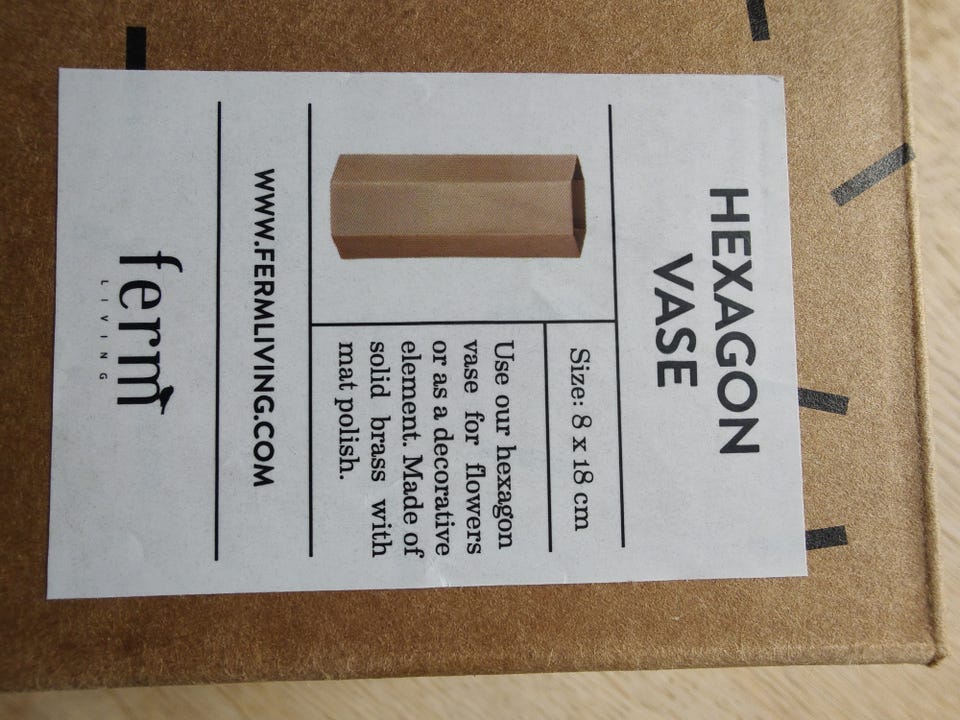 HEXAGON
VASE
Size: 8 x 18 cm
Use our hexagon
vase for flowers
or as a decorative
element. Made of
solid brass with
mat polish.
WWW.FERMLIVING.COM
ferm
LIVING